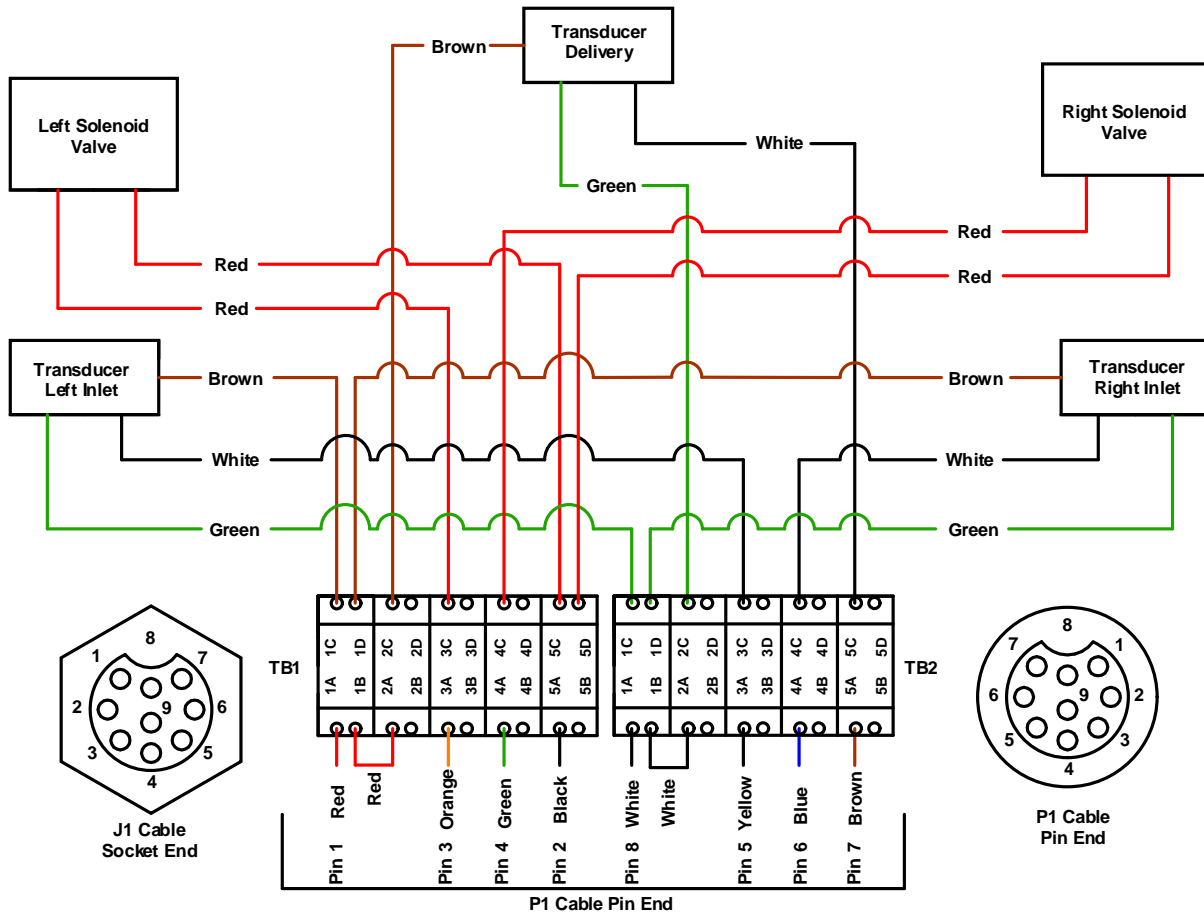 Transducer
Delivery
Brown
Left Solenoid
Valve
Right Solenoid
Valve
White
Green
Red
Red
Red
Red
Transducer
Left Inlet
Brown
Brown
Transducer
Right Inlet
White
White
Green
Green
TB1
1C 1D 2C 2D 3C 3D 4C 4D 5C 5D
1A 1B 2A 2B 3A 3B 4A 4B 5A 5B
1C 1D 2C 2D 3C 3D 4C 4D 5C 5D
1A 1B 2A 2B 3A 3B 4A 4B 5A 5B
TB2
8
1 7
2 9 6
3 5
4
J1 Cable
Socket End
8
7 1
6 9 2
5 3
4
P1 Cable
Pin End
Red
Red
Orange
Green
Black
White
White
Yellow
Blue
Brown
Pin 1
Pin 3
Pin 4
Pin 2
Pin 8
Pin 5
Pin 6
Pin 7
P1 Cable Pin End